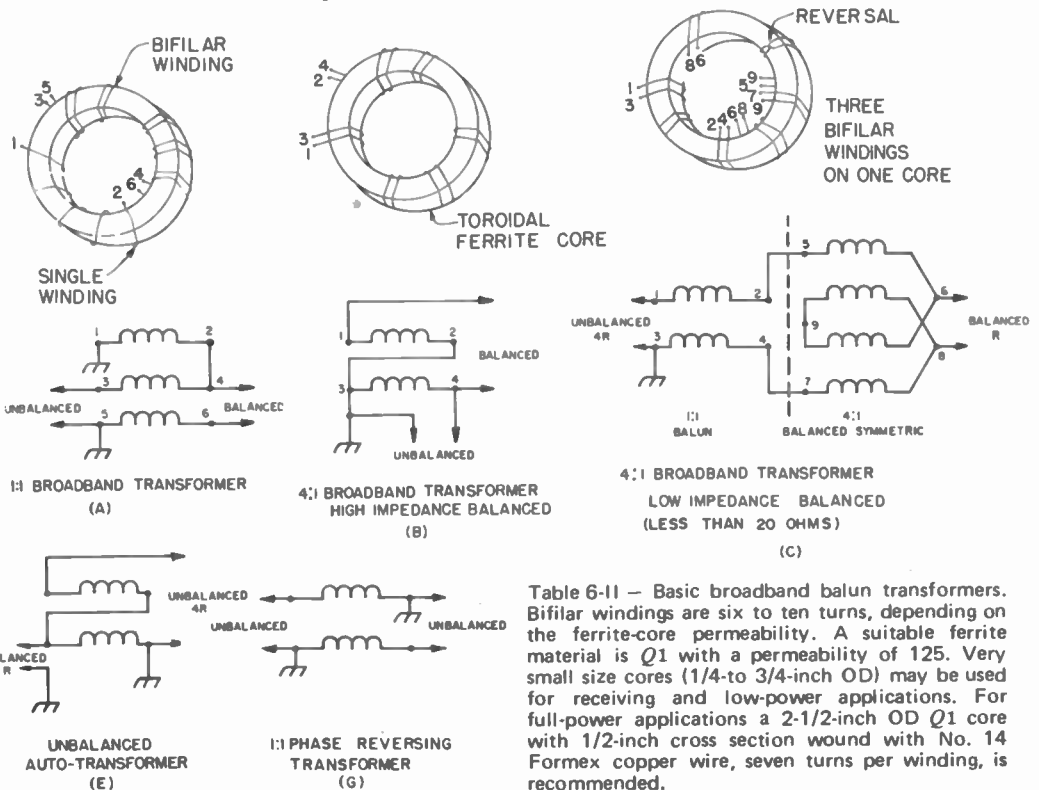 BIFILAR
WINDING
5
3
1
2 6 4
SINGLE
WINDING
4
2
3
1
TOROIDAL
FERRITE CORE
REVERSAL
8 6
1
3
9
5
7
2 4 6 8 9
THREE
BIFILAR
WINDINGS
ON ONE CORE
1 2
3 4
5 6
UNBALANCED BALANCED
1:1 BROADBAND TRANSFORMER
(A)
1 2
BALANCED
3 4
UNBALANCED
4:1 BROADBAND TRANSFORMER
HIGH IMPEDANCE BALANCED
(B)
5
1 2 6
UNBALANCED
4R
9
BALANCED
R
3 4 8
7
1:1
BALUN
4:1
BALANCED SYMMETRIC
4:1 BROADBAND TRANSFORMER
LOW IMPEDANCE BALANCED
(LESS THAN 20 OHMS)
(C)
UNBALANCED
4R
LANCED
R
UNBALANCED
AUTO-TRANSFORMER
(E)
UNBALANCED
UNBALANCED
1:1 PHASE REVERSING
TRANSFORMER
(G)
Table 6-II — Basic broadband balun transformers.
Bifilar windings are six to ten turns, depending on
the ferrite-core permeability. A suitable ferrite
material is Q1 with a permeability of 125. Very
small size cores (1/4-to 3/4-inch OD) may be used
for receiving and low-power applications. For
full-power applications a 2-1/2-inch OD Q1 core
with 1/2-inch cross section wound with No. 14
Formex copper wire, seven turns per winding, is
recommended.